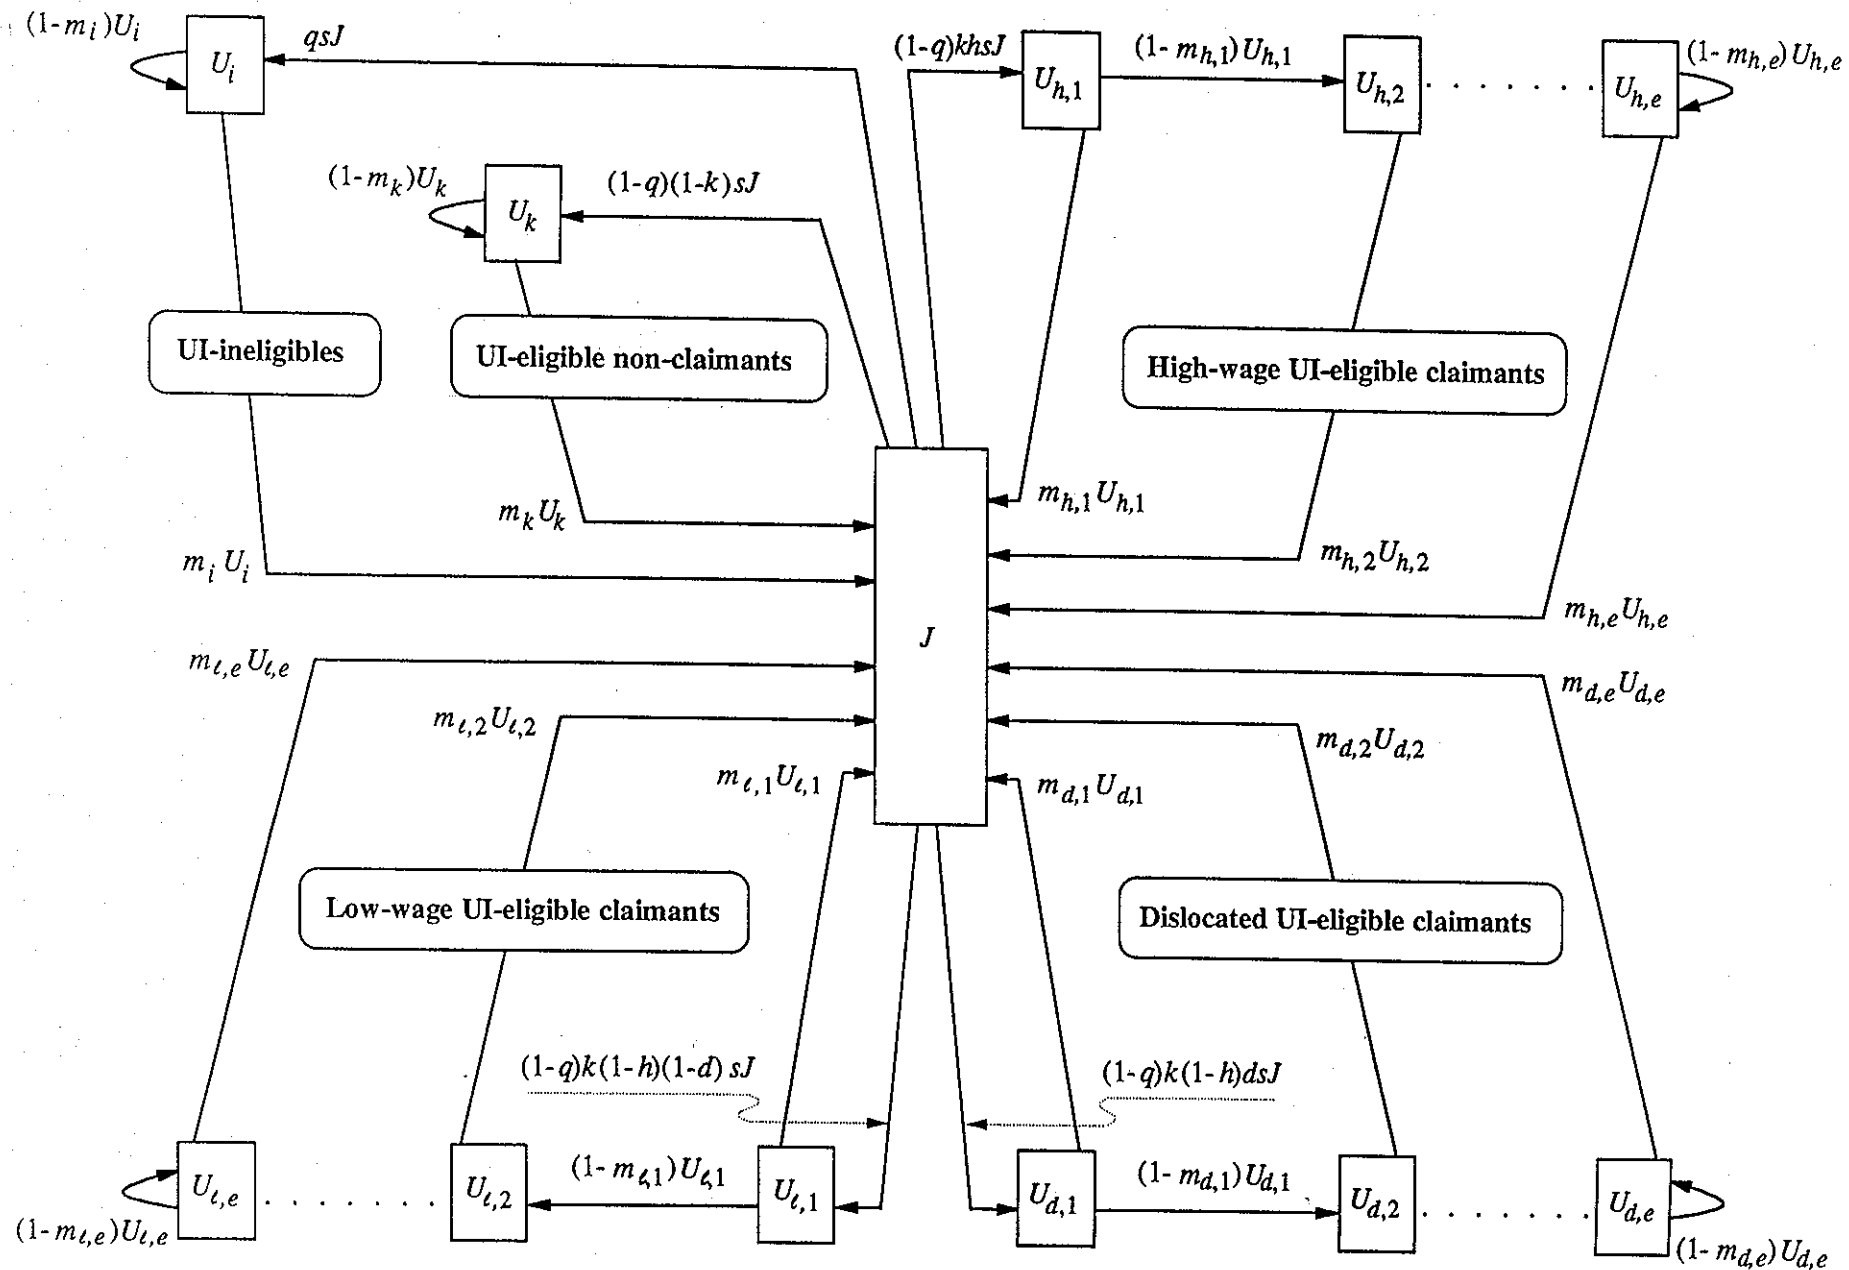 (1-m_i)U_i
U_i
qsJ
(1-q)khsJ
U_{h,1}
(1-m_{h,1})U_{h,1}
U_{h,2}
U_{h,e}
(1-m_{h,e})U_{h,e}
(1-m_k)U_k
U_k
(1-q)(1-k)sJ
UI-ineligibles
UI-eligible non-claimants
High-wage UI-eligible claimants
m_k U_k
m_i U_i
m_{h,1}U_{h,1}
m_{h,2}U_{h,2}
m_{h,e}U_{h,e}
J
m_{ℓ,e}U_{ℓ,e}
m_{ℓ,2}U_{ℓ,2}
m_{ℓ,1}U_{ℓ,1}
m_{d,e}U_{d,e}
m_{d,2}U_{d,2}
m_{d,1}U_{d,1}
Low-wage UI-eligible claimants
Dislocated UI-eligible claimants
(1-q)k(1-h)(1-d)sJ
(1-q)k(1-h)dsJ
U_{ℓ,e}
(1-m_{ℓ,e})U_{ℓ,e}
U_{ℓ,2}
(1-m_{ℓ,1})U_{ℓ,1}
U_{ℓ,1}
U_{d,1}
(1-m_{d,1})U_{d,1}
U_{d,2}
U_{d,e}
(1-m_{d,e})U_{d,e}